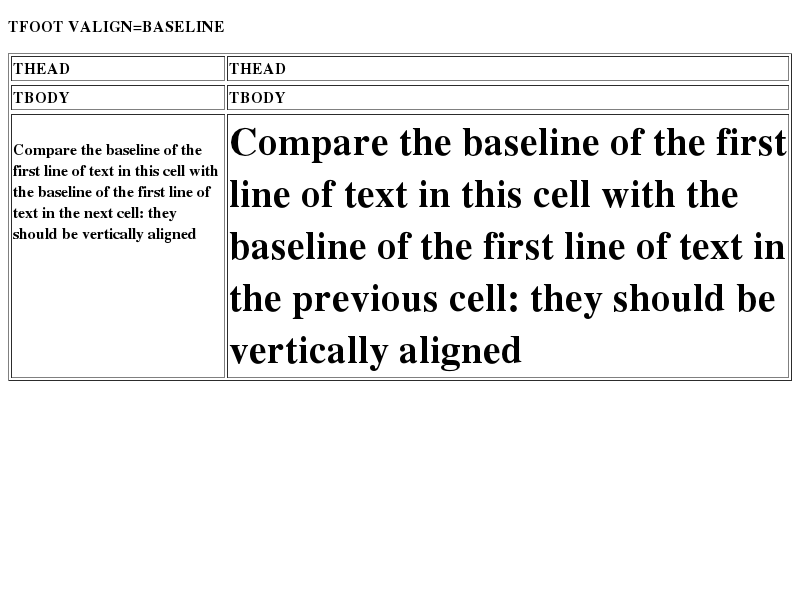 TFOOT VALIGN=BASELINE
THEAD THEAD
TBODY TBODY
Compare the baseline of the
first line of text in this cell with
the baseline of the first line of
text in the next cell: they
should be vertically aligned
Compare the baseline of the first
line of text in this cell with the
baseline of the first line of text in
the previous cell: they should be
vertically aligned